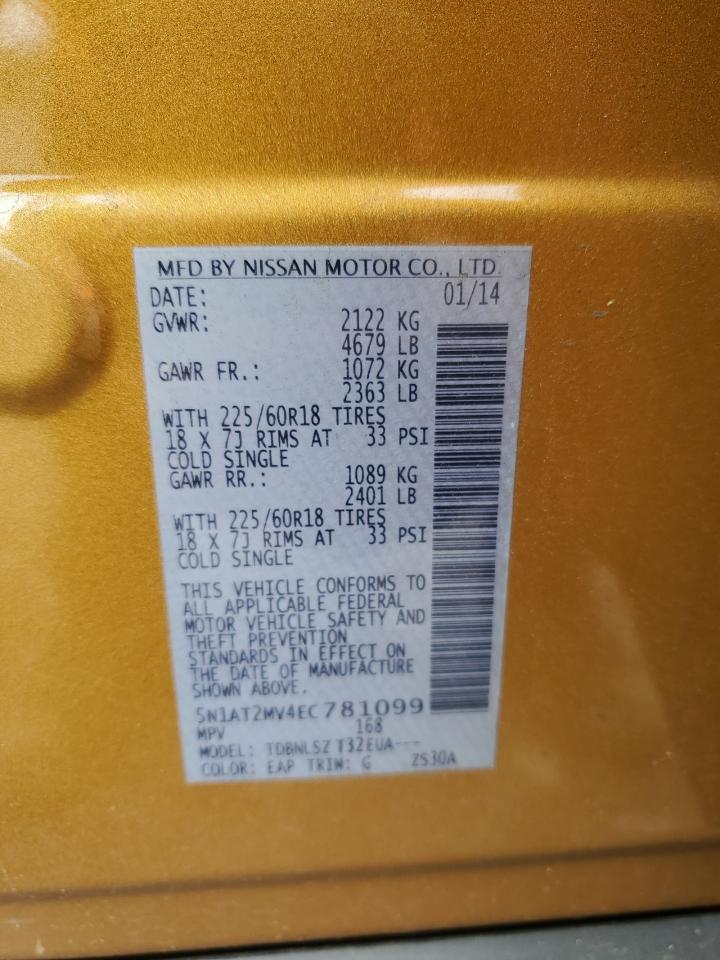 MFD BY NISSAN MOTOR CO., LTD.
DATE: 01/14
GVWR: 2122 KG
4679 LB
GAWR FR.: 1072 KG
2363 LB
WITH 225/60R18 TIRES
18 X 7J RIMS AT 33 PSI
COLD SINGLE
GAWR RR.: 1089 KG
2401 LB
WITH 225/60R18 TIRES
18 X 7J RIMS AT 33 PSI
COLD SINGLE
THIS VEHICLE CONFORMS TO
ALL APPLICABLE FEDERAL
MOTOR VEHICLE SAFETY AND
THEFT PREVENTION
STANDARDS IN EFFECT ON
THE DATE OF MANUFACTURE
SHOWN ABOVE.
5N1AT2MV4EC781099
MPV 168
MODEL: TDBNLSZ T32EUA---
COLOR: EAP TRIM: G ZS30A